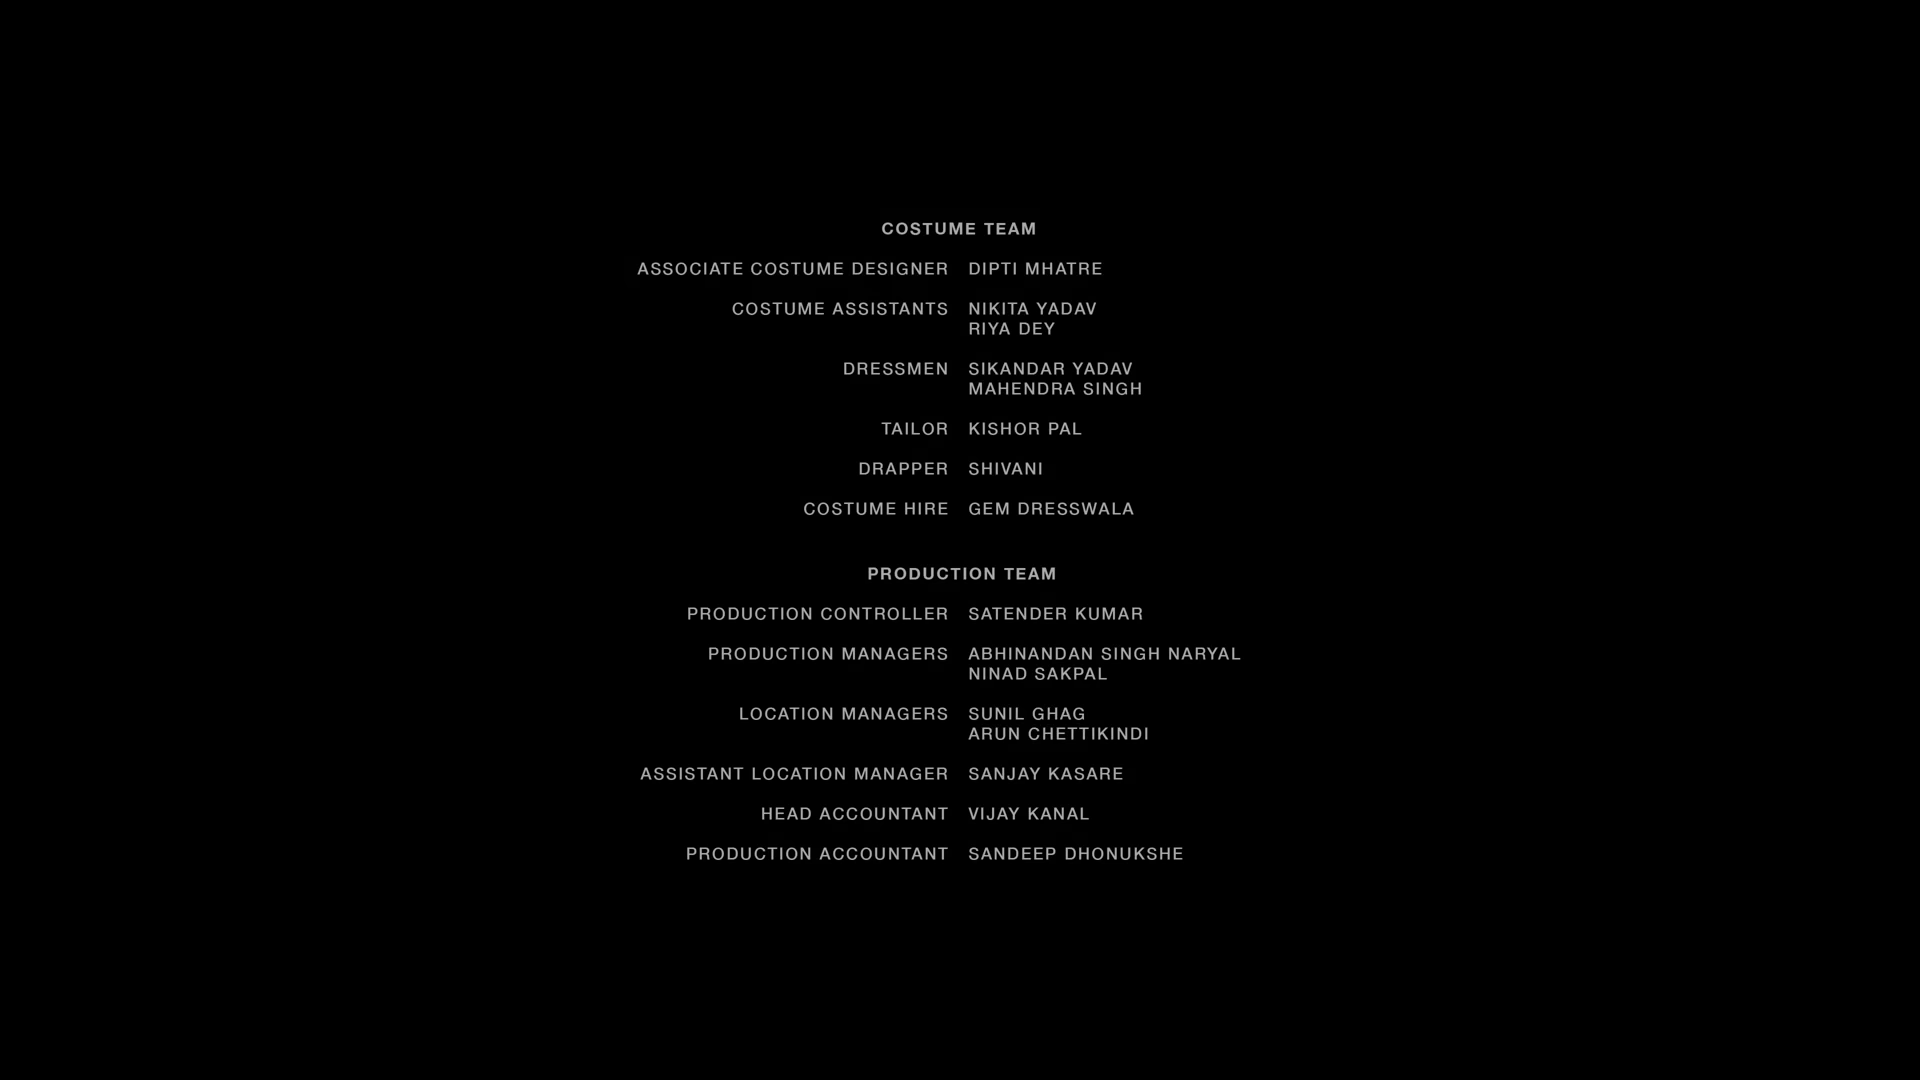 COSTUME TEAM
ASSOCIATE COSTUME DESIGNER DIPTI MHATRE
COSTUME ASSISTANTS NIKITA YADAV
RIYA DEY
DRESSMEN SIKANDAR YADAV
MAHENDRA SINGH
TAILOR KISHOR PAL
DRAPPER SHIVANI
COSTUME HIRE GEM DRESSWALA
PRODUCTION TEAM
PRODUCTION CONTROLLER SATENDER KUMAR
PRODUCTION MANAGERS ABHINANDAN SINGH NARYAL
NINAD SAKPAL
LOCATION MANAGERS SUNIL GHAG
ARUN CHETTIKINDI
ASSISTANT LOCATION MANAGER SANJAY KASARE
HEAD ACCOUNTANT VIJAY KANAL
PRODUCTION ACCOUNTANT SANDEEP DHONUKSHE